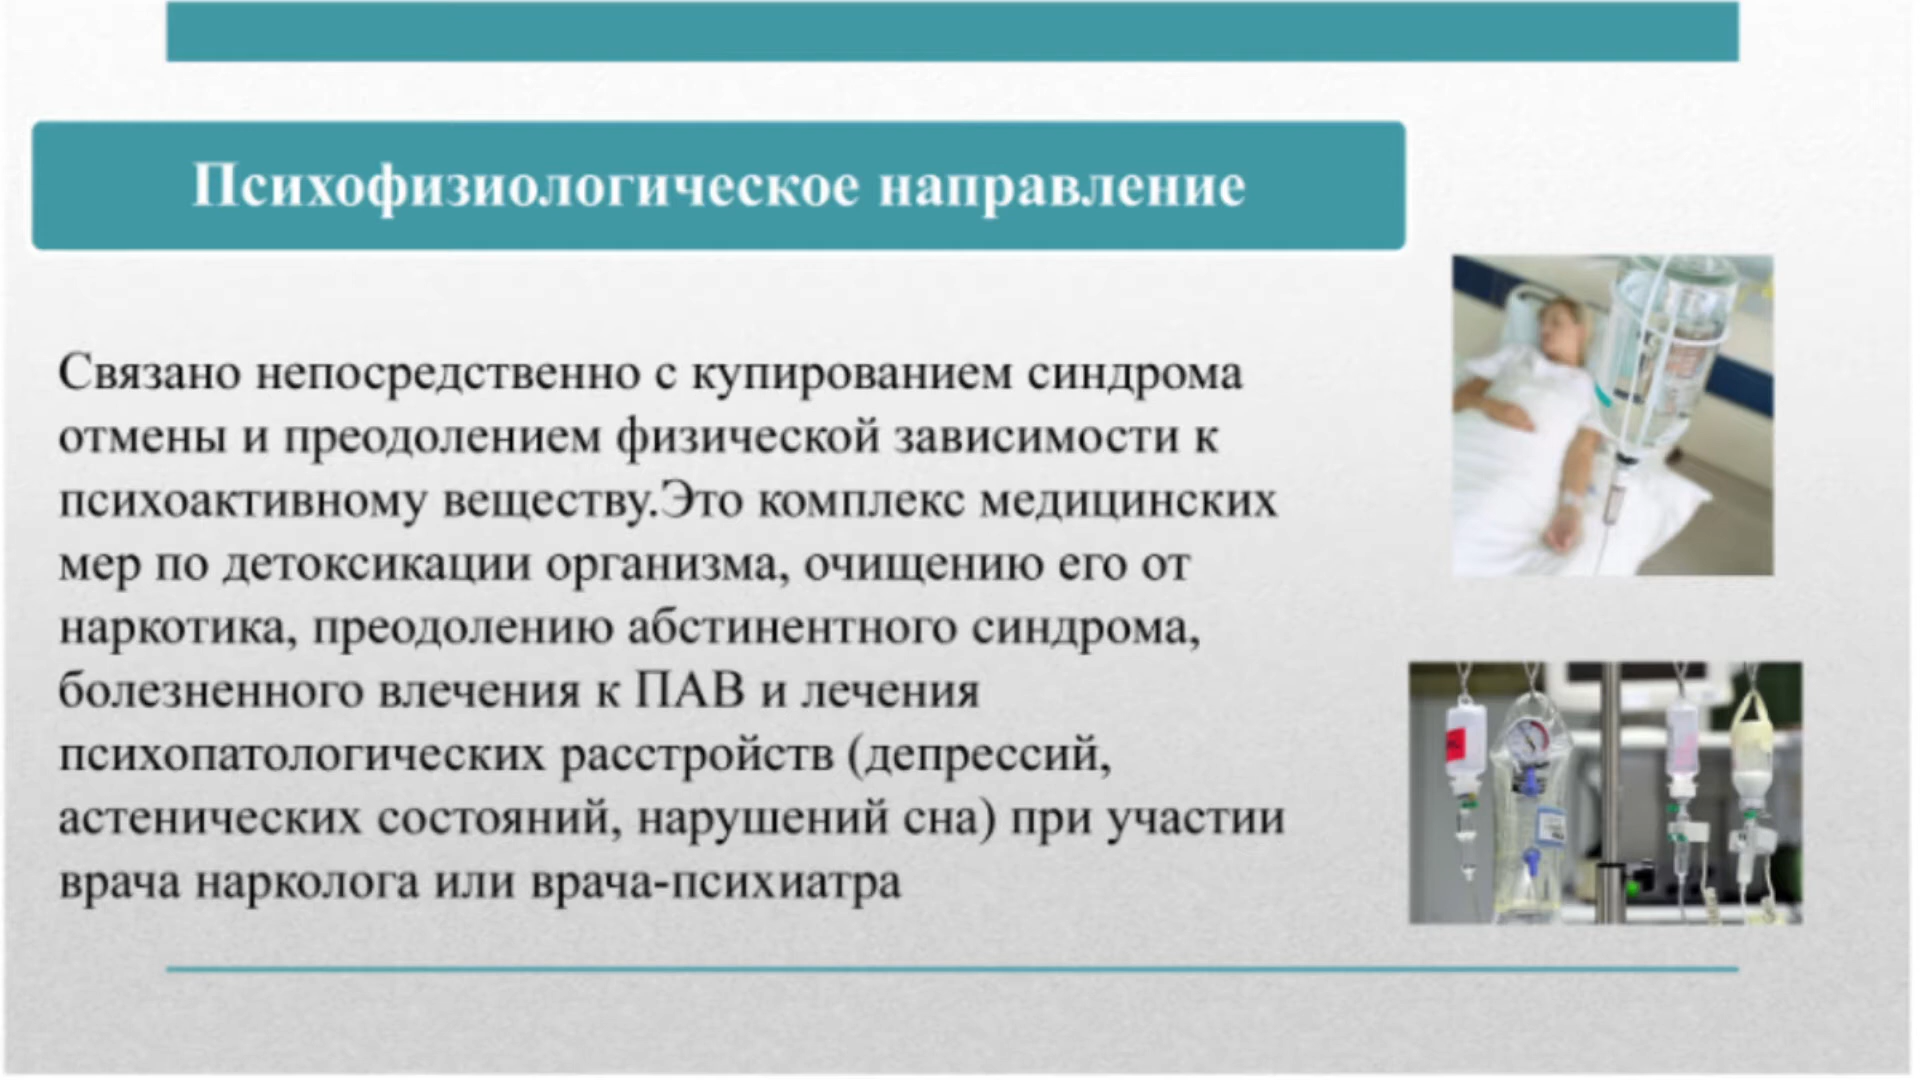 Психофизиологическое направление
Связано непосредственно с купированием синдрома
отмены и преодолением физической зависимости к
психоактивному веществу.Это комплекс медицинских
мер по детоксикации организма, очищению его от
наркотика, преодолению абстинентного синдрома,
болезненного влечения к ПАВ и лечения
психопатологических расстройств (депрессий,
астенических состояний, нарушений сна) при участии
врача нарколога или врача-психиатра